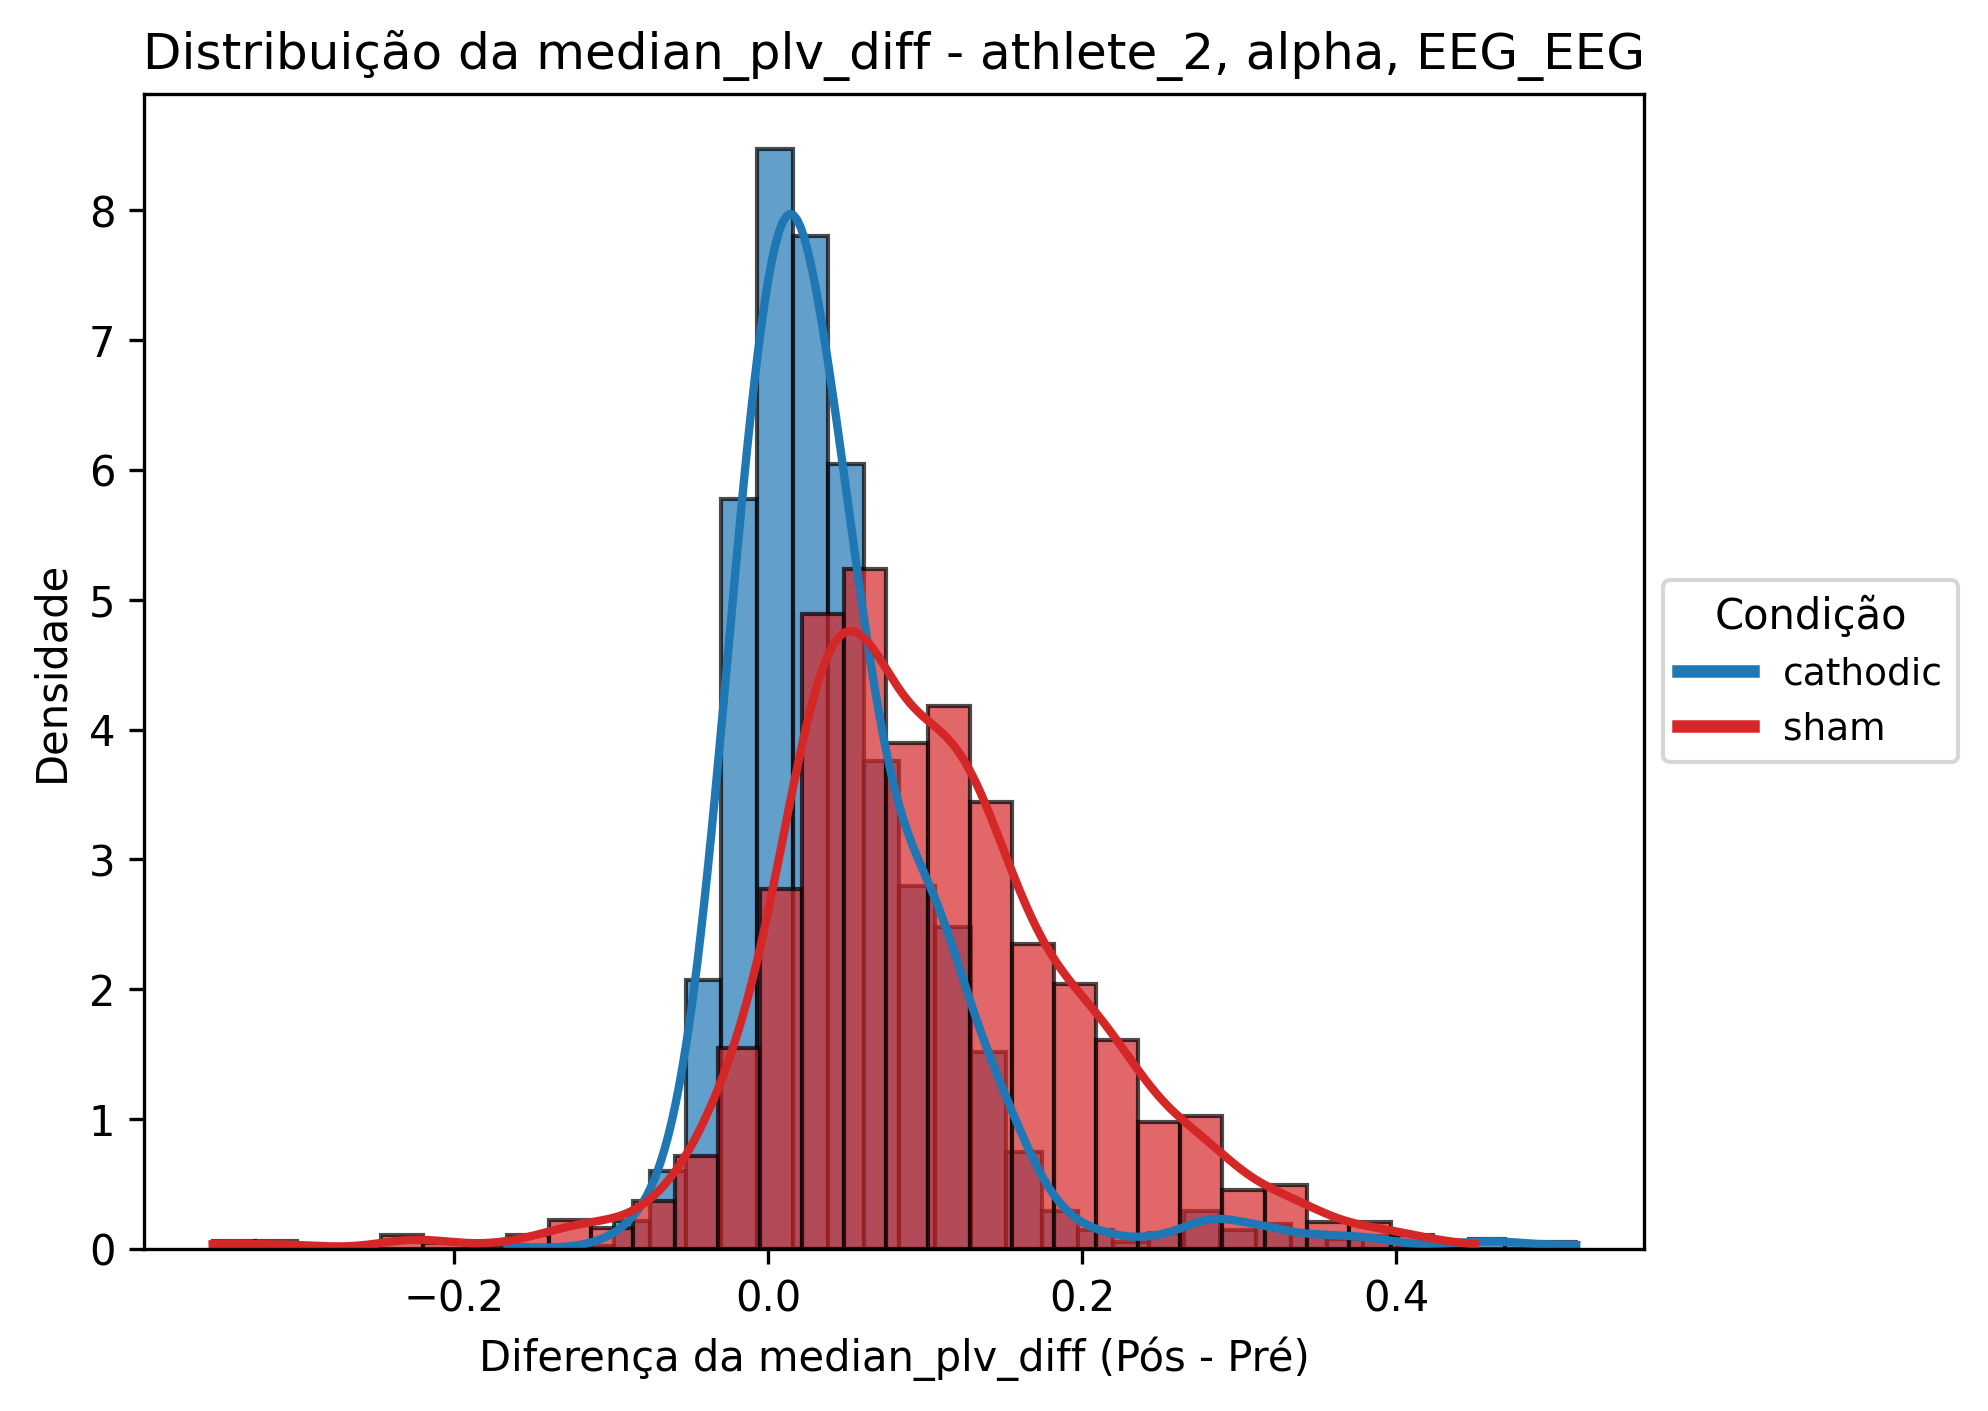 Distribuição da median_plv_diff - athlete_2, alpha, EEG_EEG
Densidade
8
7
6
5
4
3
2
1
0
−0.2
0.0
0.2
0.4
Diferença da median_plv_diff (Pós - Pré)
Condição
cathodic
sham